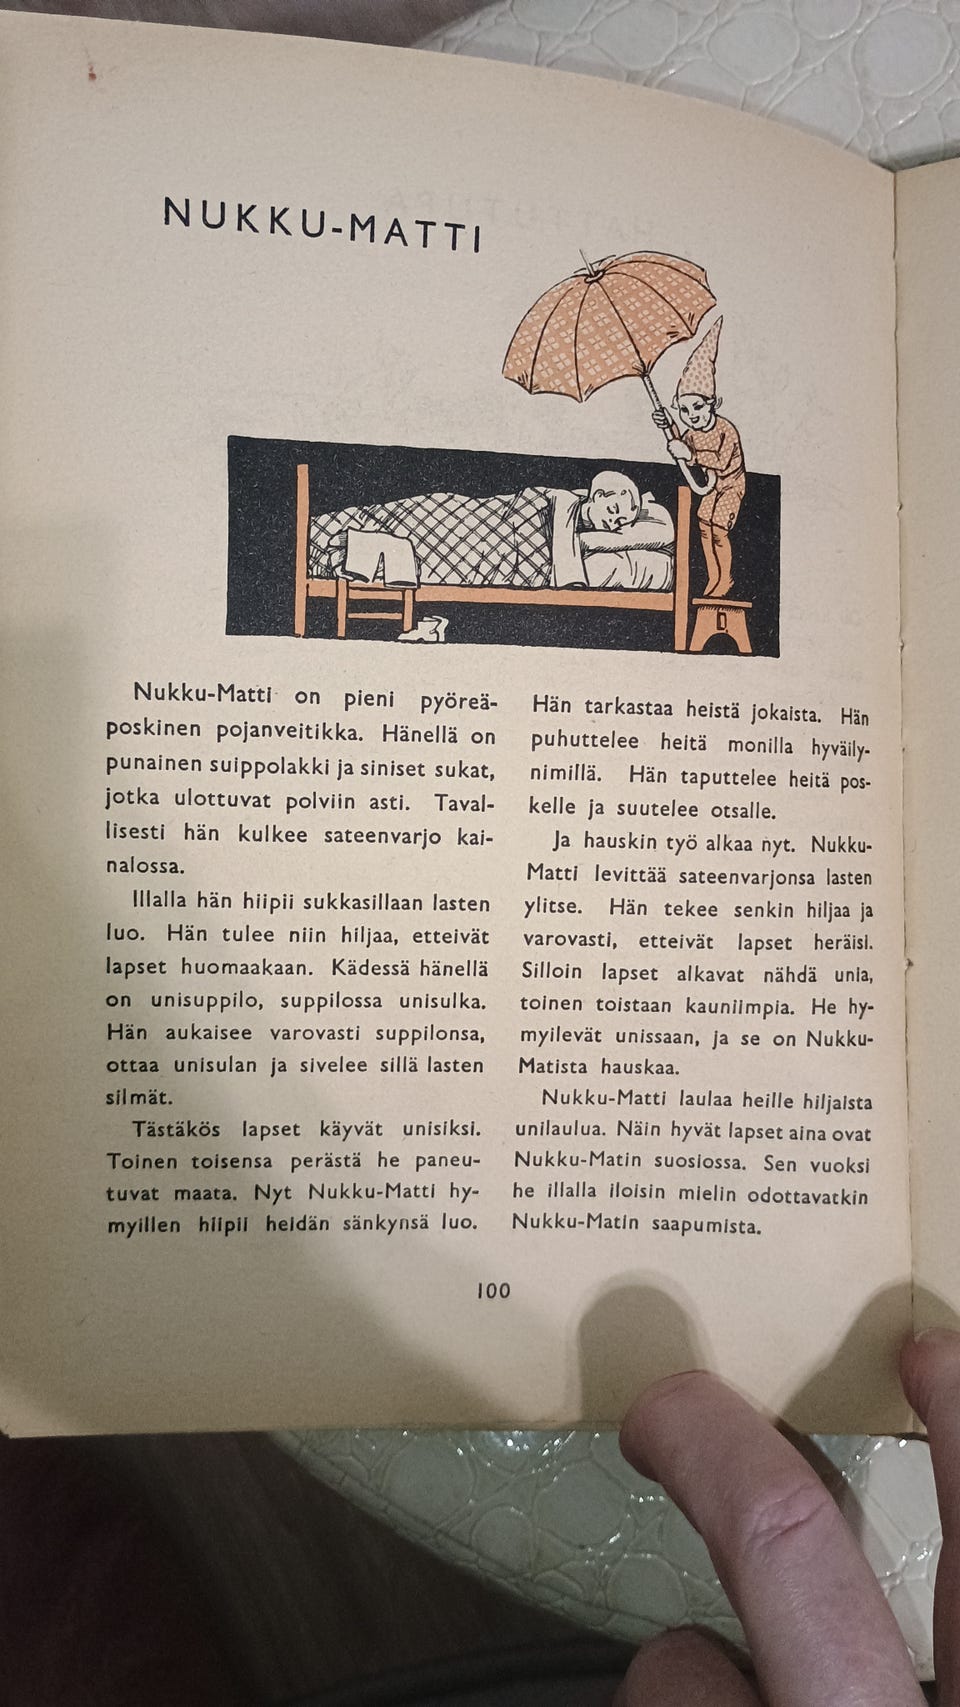 NUKKU-MATTI
Nukku-Matti on pieni pyöreä-
poskinen pojanveitikka. Hänellä on
punainen suippolakki ja siniset sukat,
jotka ulottuvat polviin asti. Taval-
lisesti hän kulkee sateenvarjo kai-
nalossa.
Illalla hän hiipii sukkasillaan lasten
luo. Hän tulee niin hiljaa, etteivät
lapset huomaakaan. Kädessä hänellä
on unisuppilo, suppilossa unisulka.
Hän aukaisee varovasti suppilonsa,
ottaa unisulan ja sivelee sillä lasten
silmät.
Tästäkös lapset käyvät unisiksi.
Toinen toisensa perästä he paneu-
tuvat maata. Nyt Nukku-Matti hy-
myillen hiipii heidän sänkynsä luo.
Hän tarkastaa heistä jokaista. Hän
puhuttelee heitä monilla hyväily-
nimillä. Hän taputtelee heitä pos-
kelle ja suutelee otsalle.
Ja hauskin työ alkaa nyt. Nukku-
Matti levittää sateenvarjonsa lasten
ylitse. Hän tekee senkin hiljaa ja
varovasti, etteivät lapset heräisi.
Silloin lapset alkavat nähdä unia,
toinen toistaan kauniimpia. He hy-
myilevät unissaan, ja se on Nukku-
Matista hauskaa.
Nukku-Matti laulaa heille hiljaista
unilaulua. Näin hyvät lapset aina ovat
Nukku-Matin suosiossa. Sen vuoksi
he illalla iloisin mielin odottavatkin
Nukku-Matin saapumista.
100